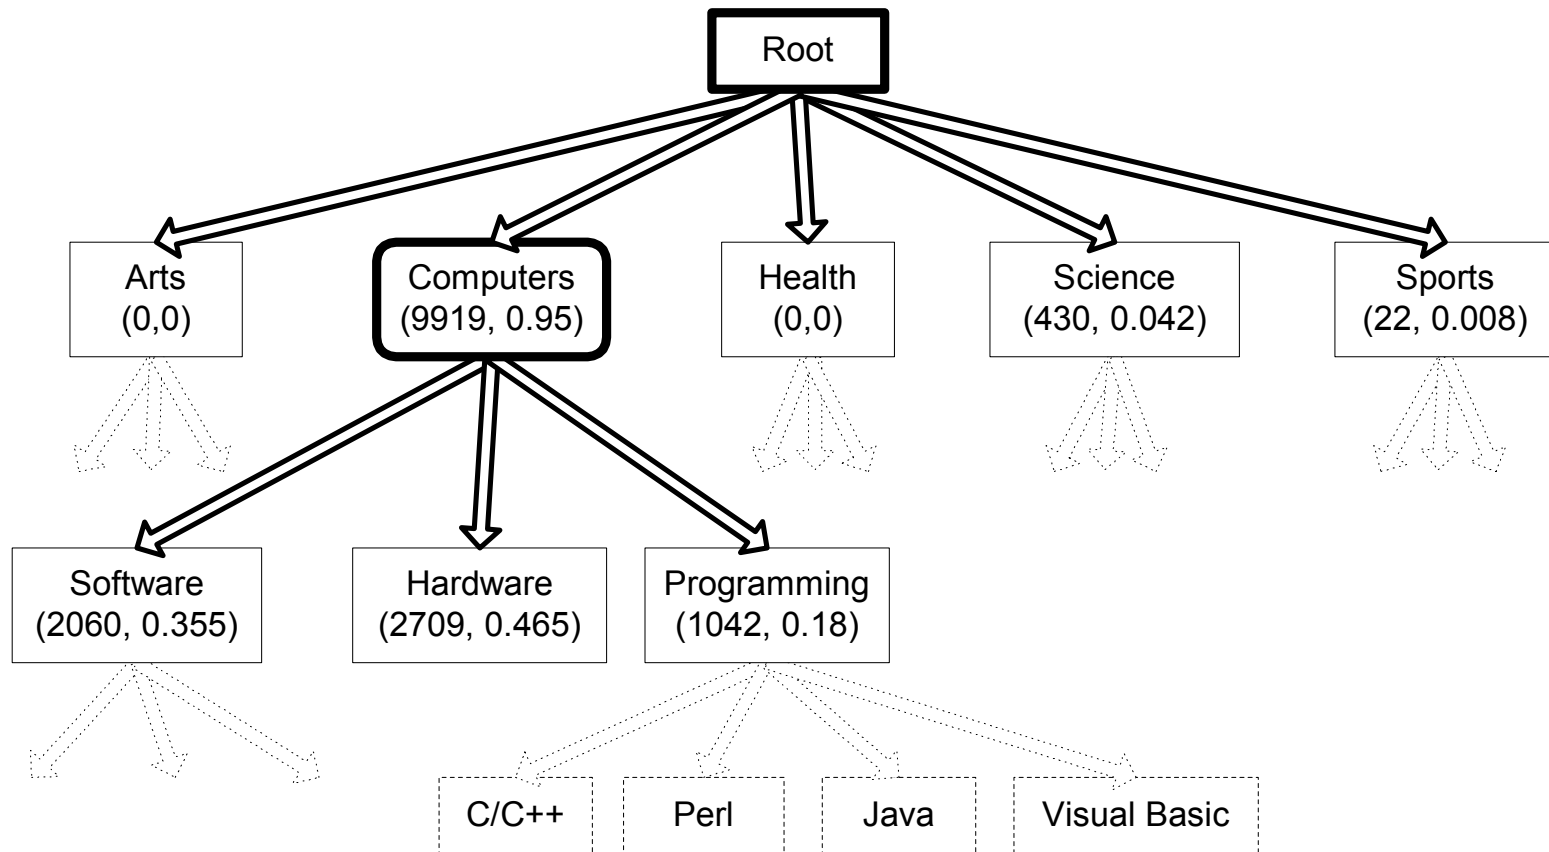 Root
Arts
(0,0)
Computers
(9919, 0.95)
Health
(0,0)
Science
(430, 0.042)
Sports
(22, 0.008)
Software
(2060, 0.355)
Hardware
(2709, 0.465)
Programming
(1042, 0.18)
C/C++
Perl
Java
Visual Basic